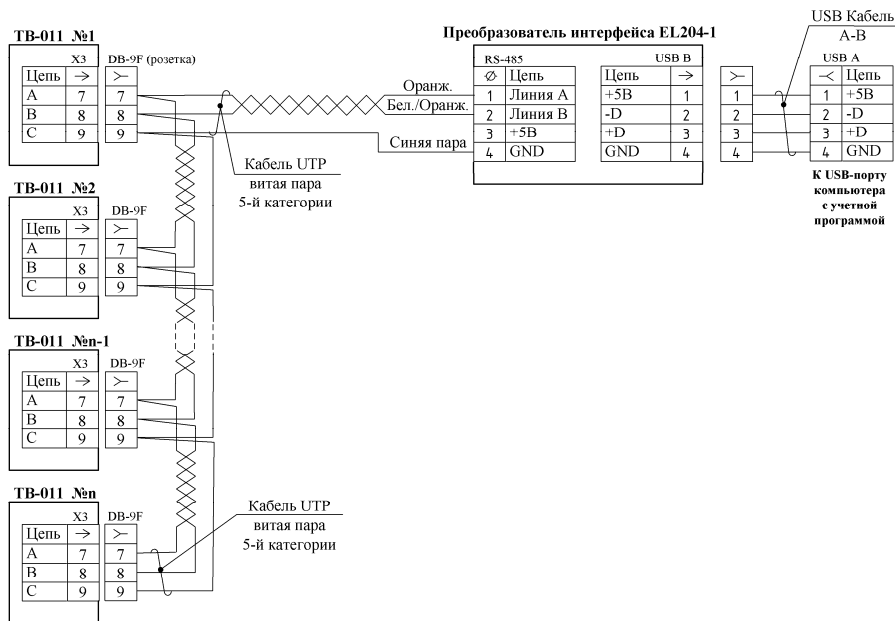 USB Кабель
А-В
ТВ-011 №1
X3 DB-9F (розетка)
Цепь
A 7 7
B 8 8
C 9 9
Оранж.
Бел./Оранж.
Синяя пара
Кабель UTP
витая пара
5-й категории
Преобразователь интерфейса EL204-1
RS-485 USB B
Цепь Цепь
1 Линия А +5В 1 1
2 Линия В -D 2 2
3 +5В +D 3 3
4 GND GND 4 4
USB A
Цепь
1 +5В
2 -D
3 +D
4 GND
К USB-порту
компьютера
с учетной
программой
ТВ-011 №2
X3 DB-9F
Цепь
A 7 7
B 8 8
C 9 9
ТВ-011 №n-1
X3 DB-9F
Цепь
A 7 7
B 8 8
C 9 9
ТВ-011 №n
X3 DB-9F
Цепь
A 7 7
B 8 8
C 9 9
Кабель UTP
витая пара
5-й категории